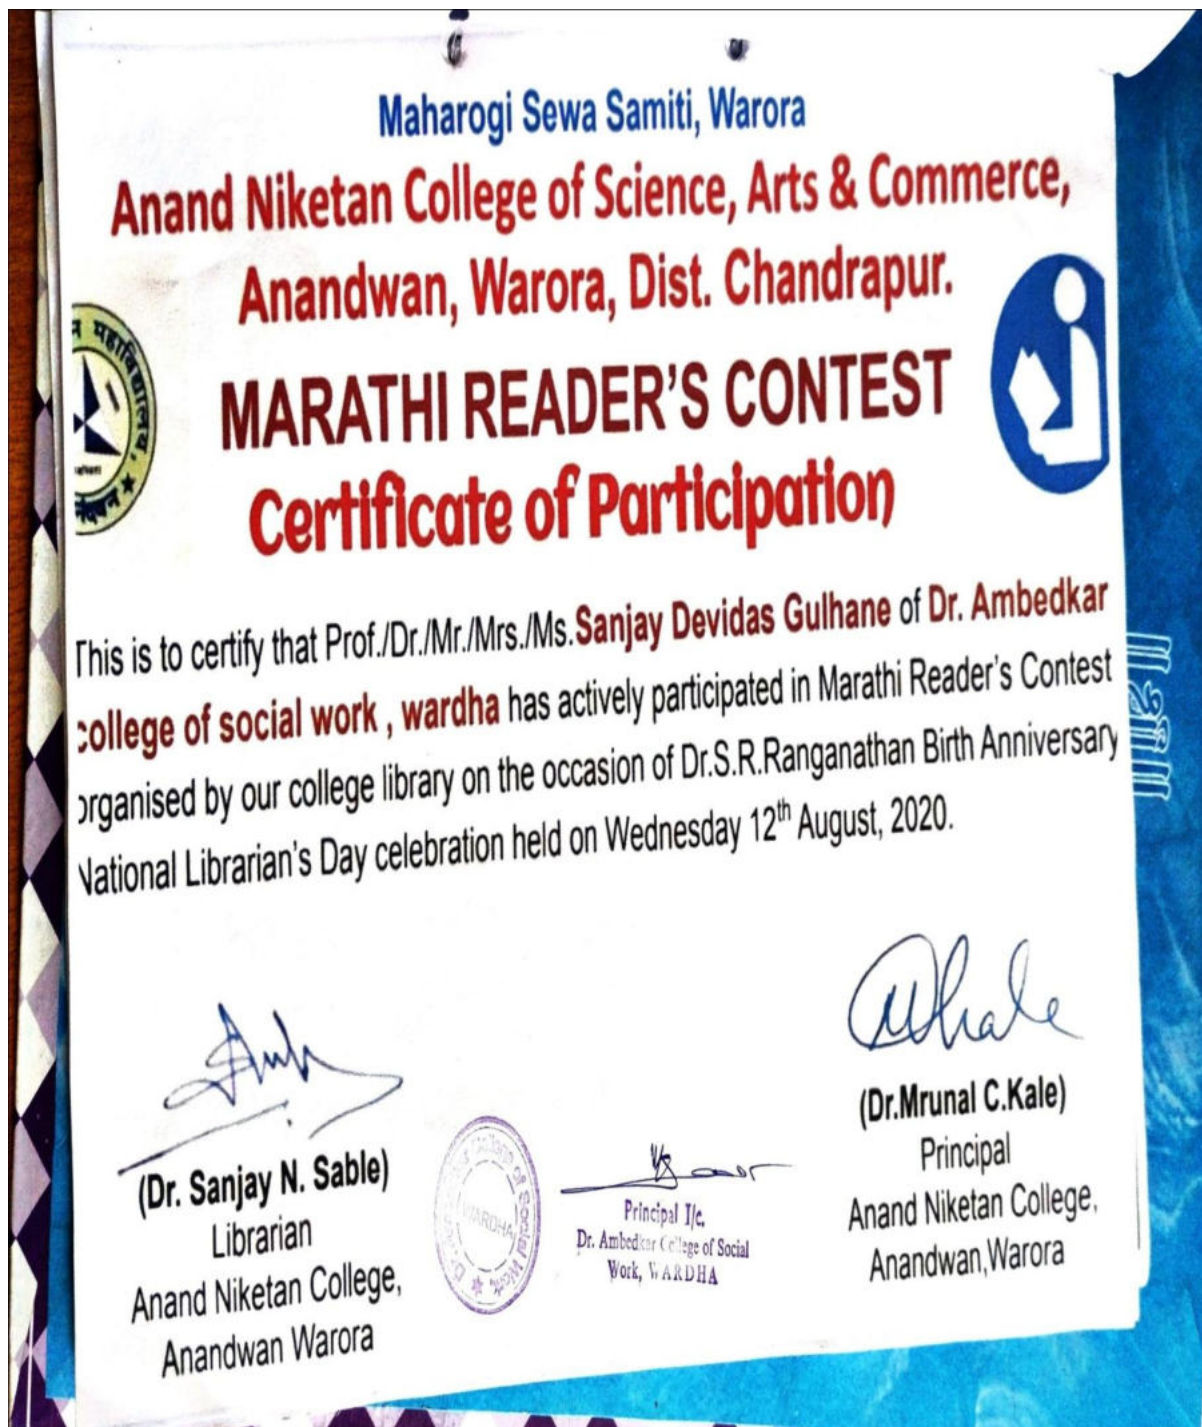 Maharogi Sewa Samiti, Warora
Anand Niketan College of Science, Arts & Commerce,
Anandwan, Warora, Dist. Chandrapur.
MARATHI READER'S CONTEST
Certificate of Participation
This is to certify that Prof./Dr./Mr./Mrs./Ms.Sanjay Devidas Gulhane of Dr. Ambedkar
college of social work , wardha has actively participated in Marathi Reader's Contest
organised by our college library on the occasion of Dr.S.R.Ranganathan Birth Anniversary
National Librarian's Day celebration held on Wednesday 12th August, 2020.
(Dr. Sanjay N. Sable)
Librarian
Anand Niketan College,
Anandwan Warora
College of Social Work,
WARDHA
Principal I/c.
Dr. Ambedkar College of Social
Work, WARDHA
(Dr.Mrunal C.Kale)
Principal
Anand Niketan College,
Anandwan,Warora